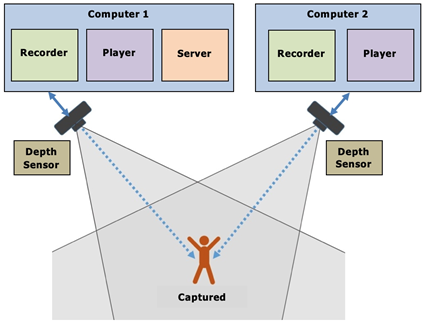 Computer 1
Computer 2
Recorder
Player
Server
Recorder
Player
Depth
Sensor
Depth
Sensor
Captured